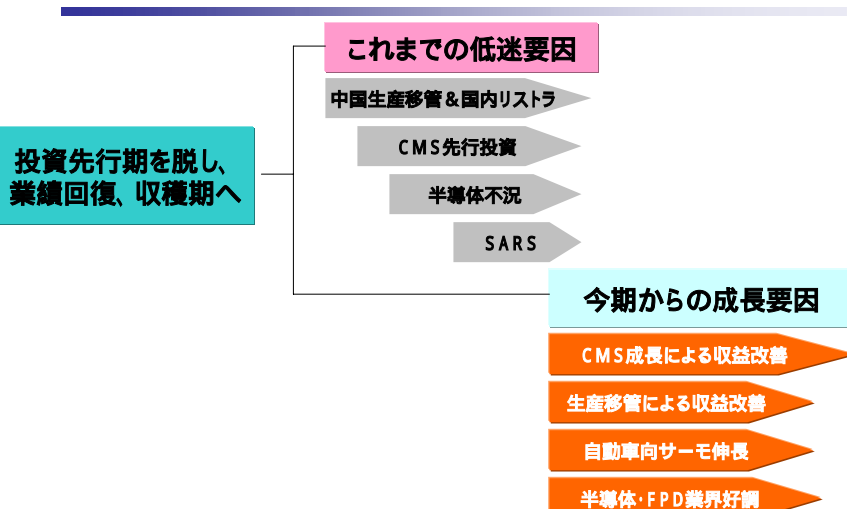 これまでの低迷要因
中国生産移管＆国内リストラ
CMS先行投資
半導体不況
SARS
投資先行期を脱し、
業績回復、収穫期へ
今期からの成長要因
CMS成長による収益改善
生産移管による収益改善
自動車向サーモ伸長
半導体・FPD業界好調